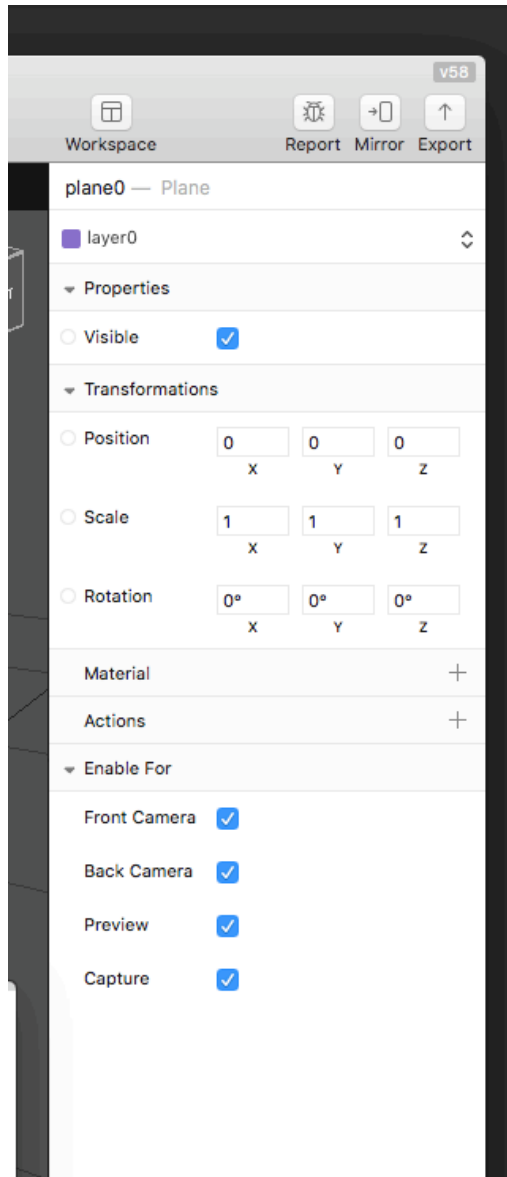 v58
Workspace Report Mirror Export
plane0 — Plane
layer0
Properties
Visible
Transformations
Position 0 0 0
X Y Z
Scale 1 1 1
X Y Z
Rotation 0° 0° 0°
X Y Z
Material
Actions
Enable For
Front Camera
Back Camera
Preview
Capture